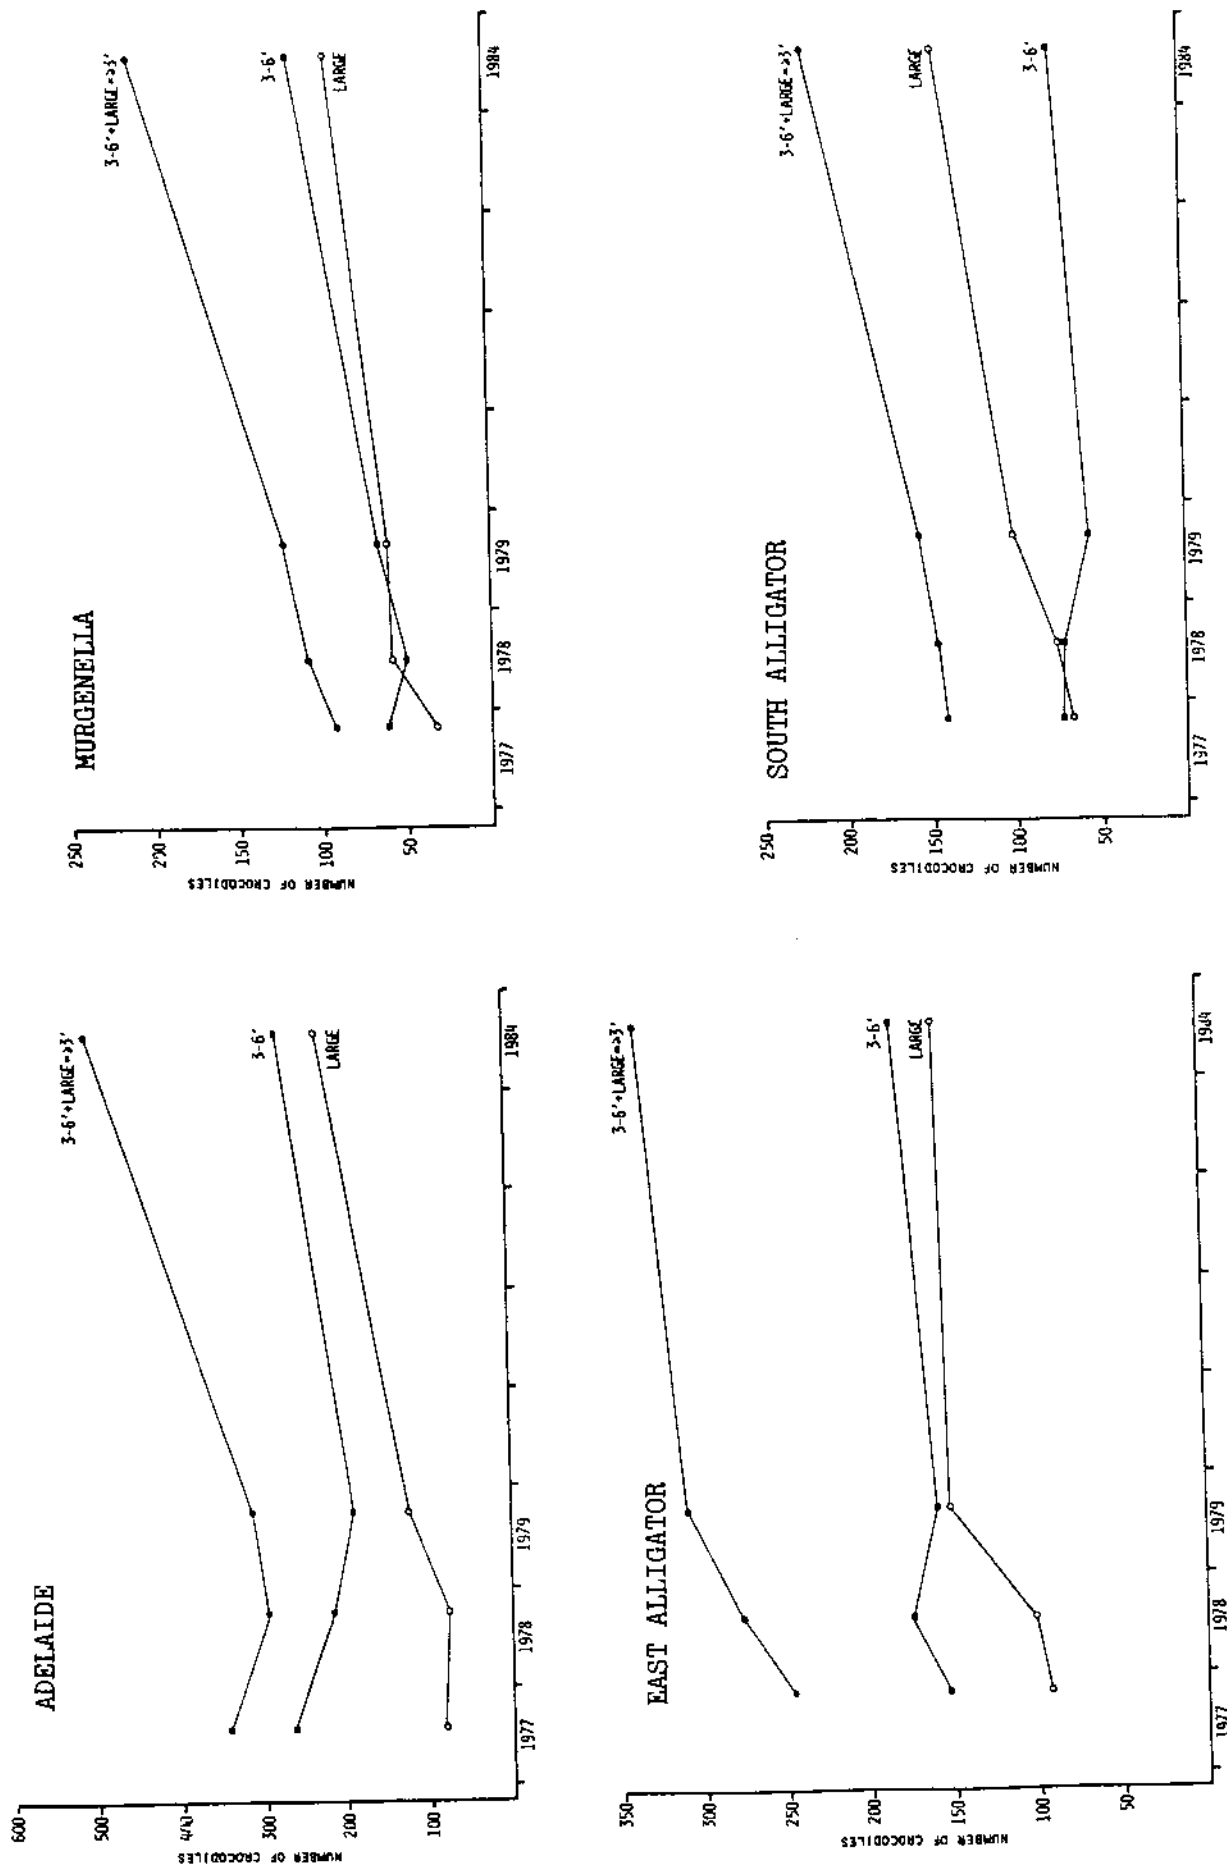 ADELAIDE
NUMBER OF CROCODILES
600
500
400
300
200
100
3-6'+LARGE=>3'
3-6'
LARGE
1977
1978
1979
1984
MURGENELLA
NUMBER OF CROCODILES
250
200
150
100
50
3-6'+LARGE=>3'
3-6'
LARGE
1977
1978
1979
1984
EAST ALLIGATOR
NUMBER OF CROCODILES
350
300
250
200
150
100
50
3-6'+LARGE=>3'
3-6'
LARGE
1977
1978
1979
1984
SOUTH ALLIGATOR
NUMBER OF CROCODILES
250
200
150
100
50
3-6'+LARGE=>3'
LARGE
3-6'
1977
1978
1979
1984